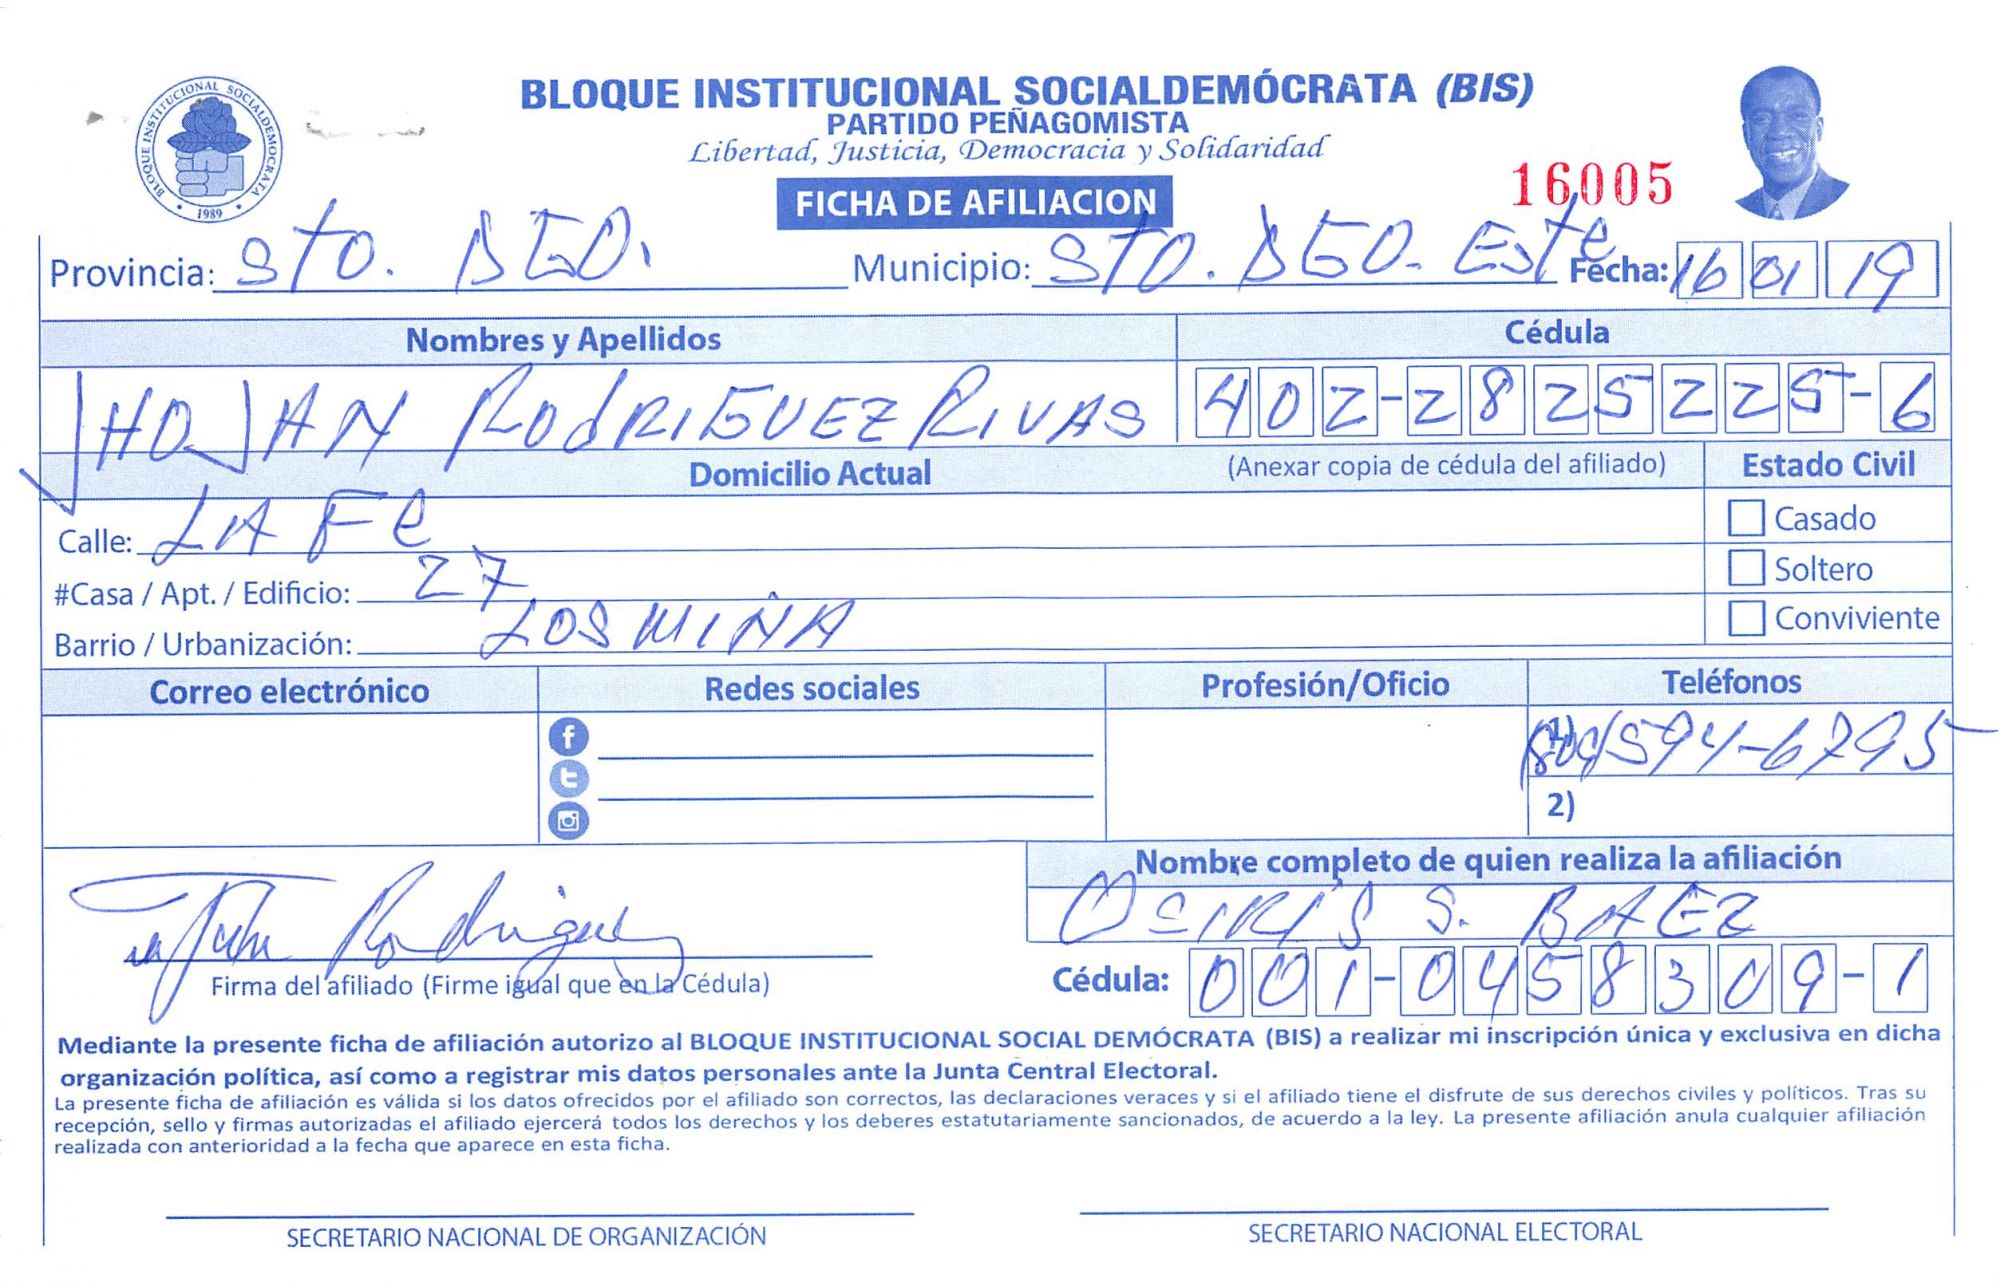 BLOQUE INSTITUCIONAL SOCIALDEMÓCRATA (BIS)
PARTIDO PEÑAGOMISTA
Libertad, Justicia, Democracia y Solidaridad
BLOQUE INSTITUCIONAL SOCIALDEMOCRATA
• 1989 •
16005
FICHA DE AFILIACION
Provincia: STO. DGO. Municipio: STO. DGO. Este Fecha: 16 01 19
Nombres y Apellidos Cédula
JHOJAN RodRIGUEZ RIVAS 402-2825225-6
Domicilio Actual (Anexar copia de cédula del afiliado) Estado Civil
Calle: LA Fe Casado
#Casa / Apt. / Edificio: 27 Soltero
Barrio / Urbanización: LOS MINA Conviviente
Correo electrónico Redes sociales Profesión/Oficio Teléfonos
1) (809) 594-6795
2)
Nombre completo de quien realiza la afiliación
OSIRIS S. BAEZ
Rodriguez
Firma del afiliado (Firme igual que en la Cédula) Cédula: 001-0458309-1
Mediante la presente ficha de afiliación autorizo al BLOQUE INSTITUCIONAL SOCIAL DEMÓCRATA (BIS) a realizar mi inscripción única y exclusiva en dicha
organización política, así como a registrar mis datos personales ante la Junta Central Electoral.
La presente ficha de afiliación es válida si los datos ofrecidos por el afiliado son correctos, las declaraciones veraces y si el afiliado tiene el disfrute de sus derechos civiles y políticos. Tras su
recepción, sello y firmas autorizadas el afiliado ejercerá todos los derechos y los deberes estatutariamente sancionados, de acuerdo a la ley. La presente afiliación anula cualquier afiliación
realizada con anterioridad a la fecha que aparece en esta ficha.
SECRETARIO NACIONAL DE ORGANIZACIÓN SECRETARIO NACIONAL ELECTORAL